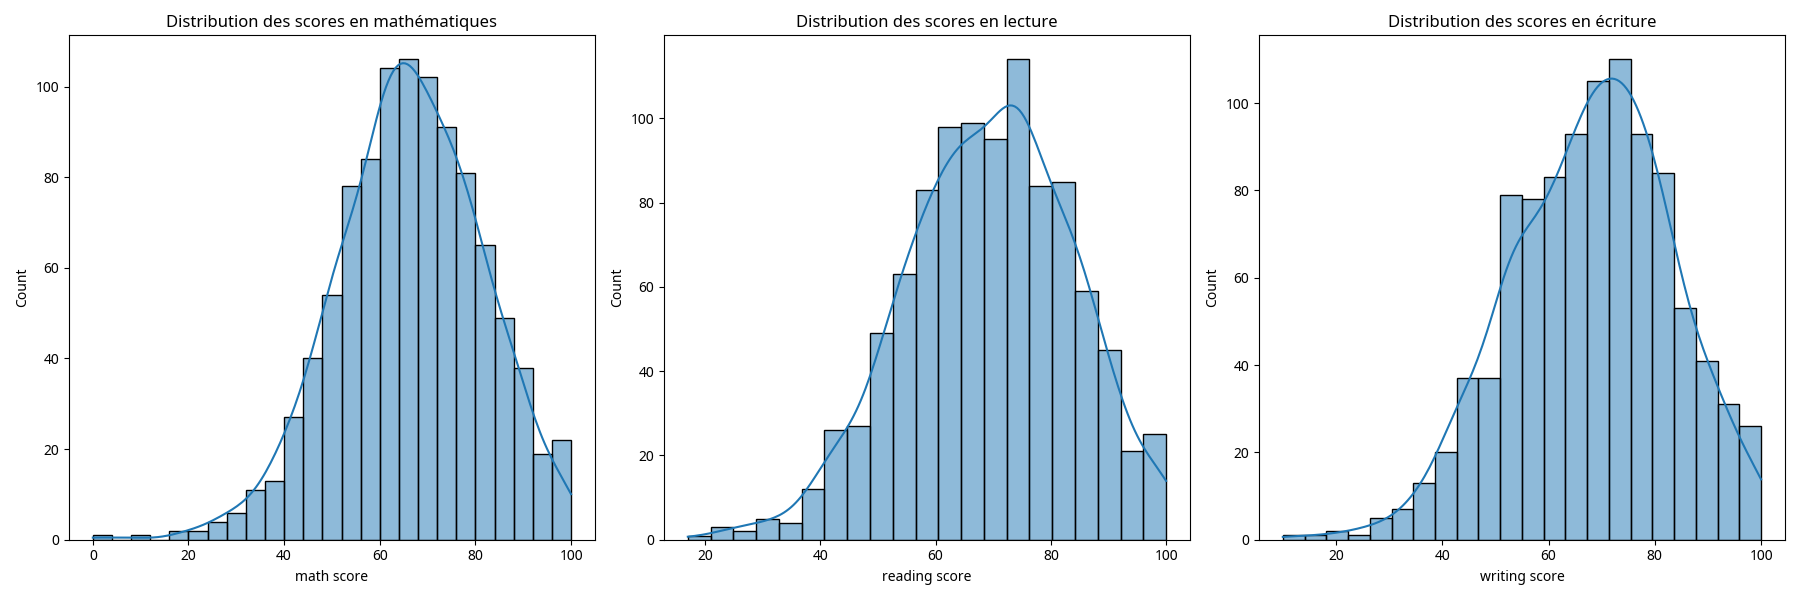 Distribution des scores en mathématiques
Count
100
80
60
40
20
0
0 20 40 60 80 100
math score
Distribution des scores en lecture
Count
100
80
60
40
20
0
20 40 60 80 100
reading score
Distribution des scores en écriture
Count
100
80
60
40
20
0
20 40 60 80 100
writing score